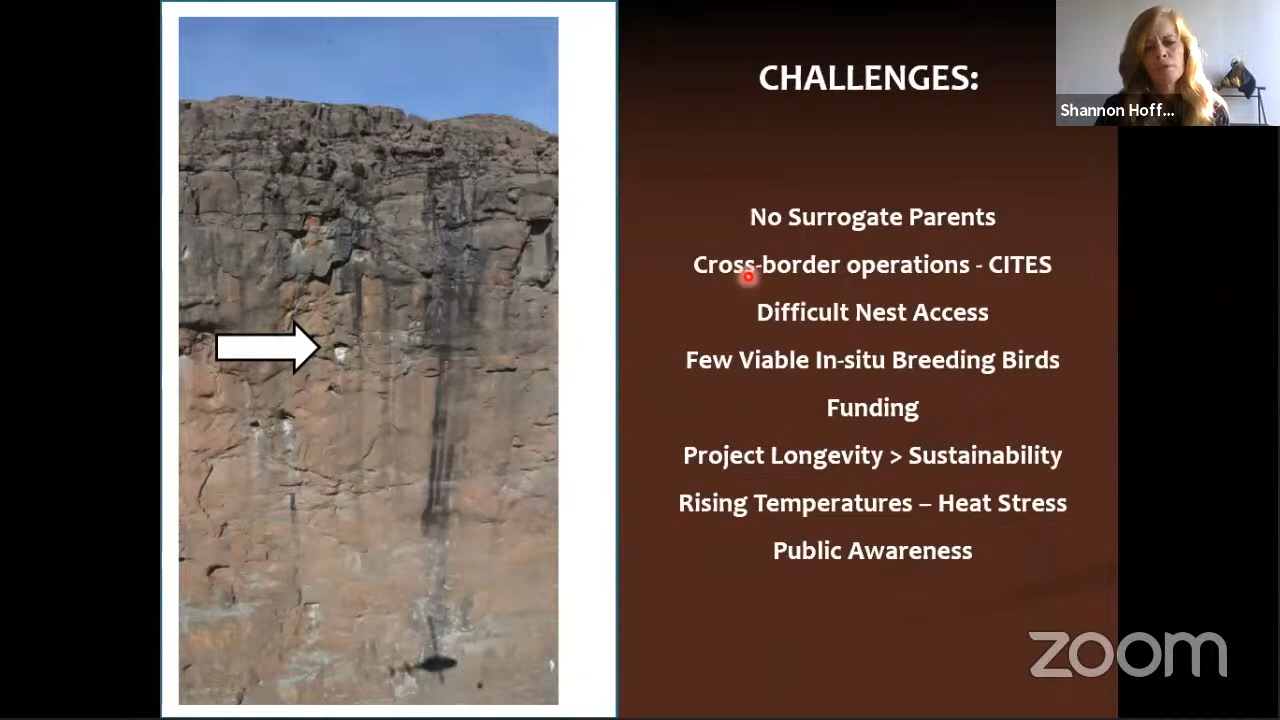 CHALLENGES:
Shannon Hoff...
No Surrogate Parents
Cross-border operations - CITES
Difficult Nest Access
Few Viable In-situ Breeding Birds
Funding
Project Longevity > Sustainability
Rising Temperatures – Heat Stress
Public Awareness
zoom